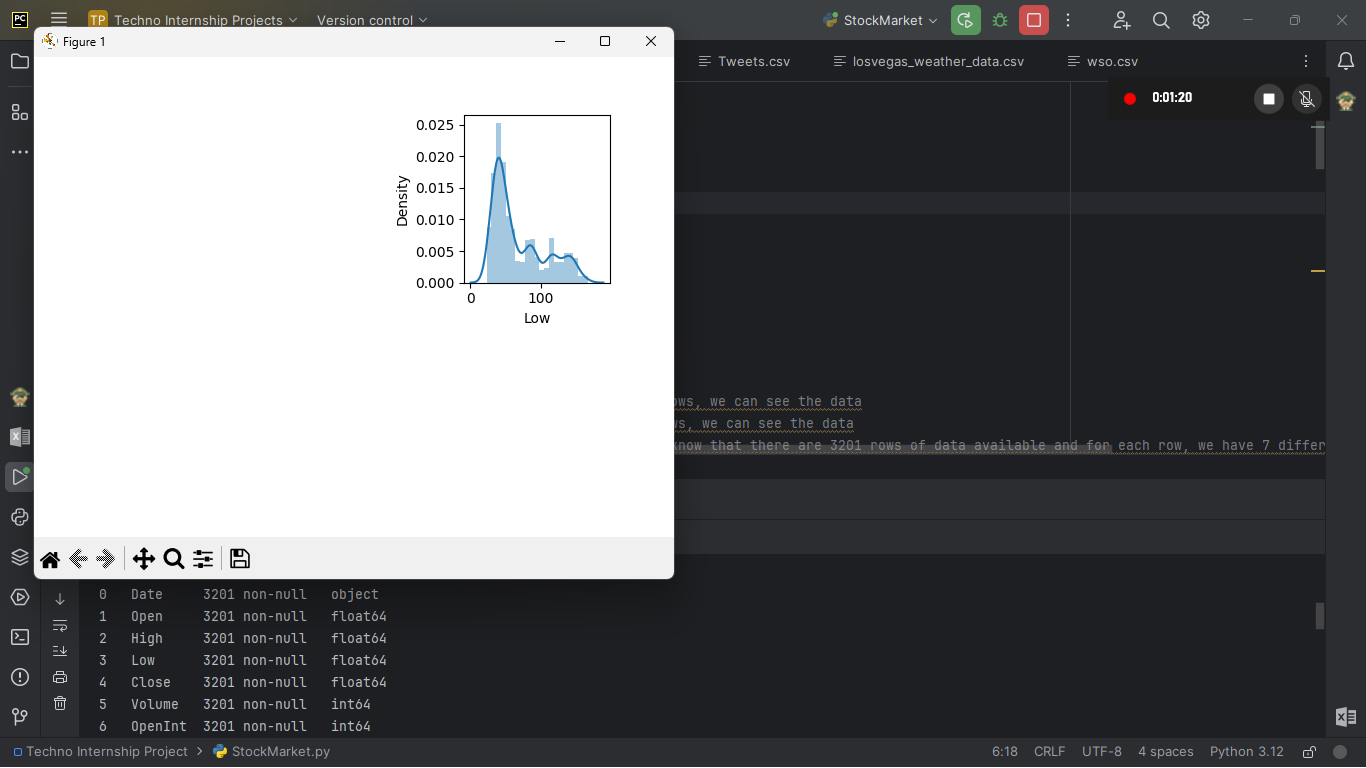 PC TP Techno Internship Projects Version control StockMarket
Figure 1
Tweets.csv losvegas_weather_data.csv wso.csv
0:01:20
0.025
0.020
0.015
0.010
0.005
0.000
Density
0 100
Low
ows, we can see the data
ws, we can see the data
know that there are 3201 rows of data available and for each row, we have 7 differ
0 Date 3201 non-null object
1 Open 3201 non-null float64
2 High 3201 non-null float64
3 Low 3201 non-null float64
4 Close 3201 non-null float64
5 Volume 3201 non-null int64
6 OpenInt 3201 non-null int64
Techno Internship Project > StockMarket.py 6:18 CRLF UTF-8 4 spaces Python 3.12